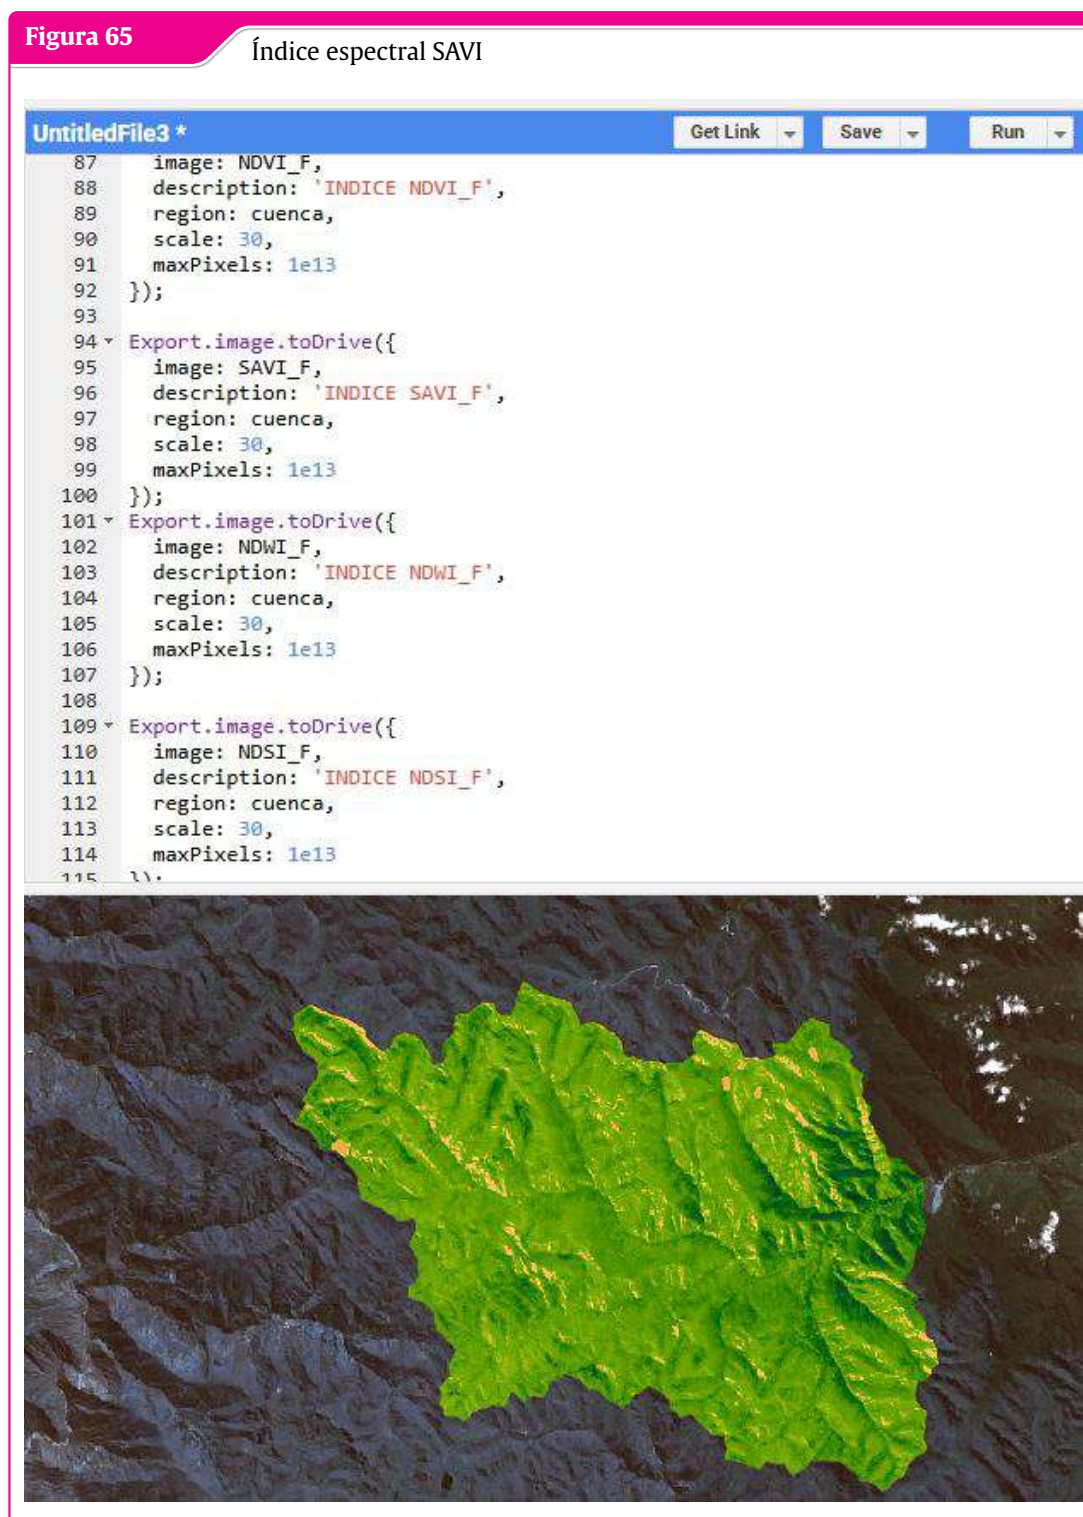 Figura 65
Índice espectral SAVI
UntitledFile3 *
Get Link
Save
Run
87 image: NDVI_F,
88 description: 'INDICE NDVI_F',
89 region: cuenca,
90 scale: 30,
91 maxPixels: 1e13
92 });
93
94 Export.image.toDrive({
95 image: SAVI_F,
96 description: 'INDICE SAVI_F',
97 region: cuenca,
98 scale: 30,
99 maxPixels: 1e13
100 });
101 Export.image.toDrive({
102 image: NDWI_F,
103 description: 'INDICE NDWI_F',
104 region: cuenca,
105 scale: 30,
106 maxPixels: 1e13
107 });
108
109 Export.image.toDrive({
110 image: NDSI_F,
111 description: 'INDICE NDSI_F',
112 region: cuenca,
113 scale: 30,
114 maxPixels: 1e13
115 });